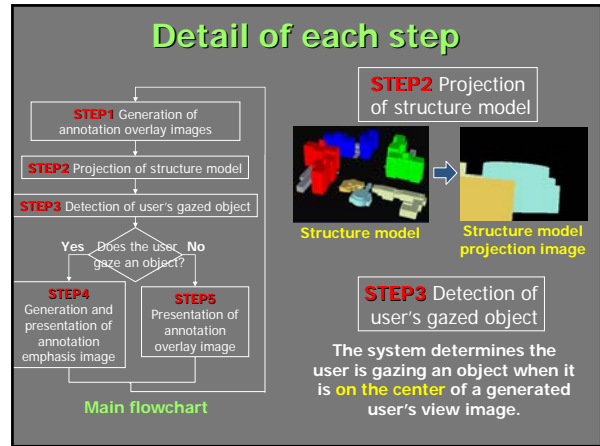 Detail of each step
STEP1 Generation of
annotation overlay images
STEP2 Projection of structure model
STEP3 Detection of user's gazed object
Yes
Does the user
gaze an object?
No
STEP4
Generation and
presentation of
annotation
emphasis image
STEP5
Presentation of
annotation
overlay image
Main flowchart
STEP2 Projection
of structure model
Structure model
Structure model
projection image
STEP3 Detection of
user's gazed object
The system determines the
user is gazing an object when it
is on the center of a generated
user's view image.